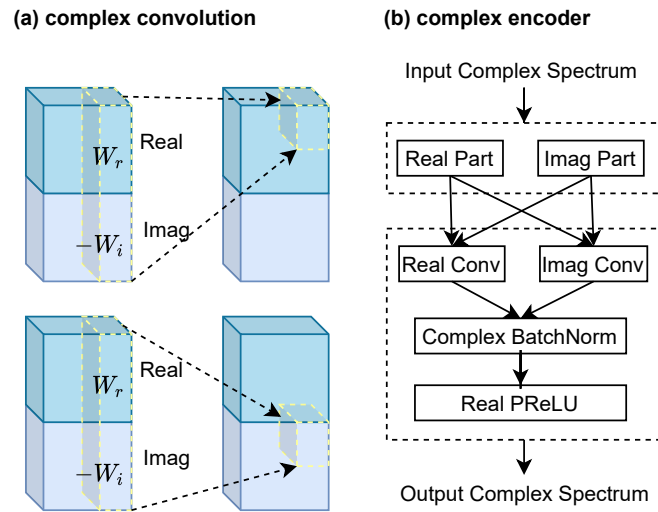 (a) complex convolution
W_r
Real
-W_i
Imag
W_r
Real
-W_i
Imag
(b) complex encoder
Input Complex Spectrum
Real Part
Imag Part
Real Conv
Imag Conv
Complex BatchNorm
Real PReLU
Output Complex Spectrum